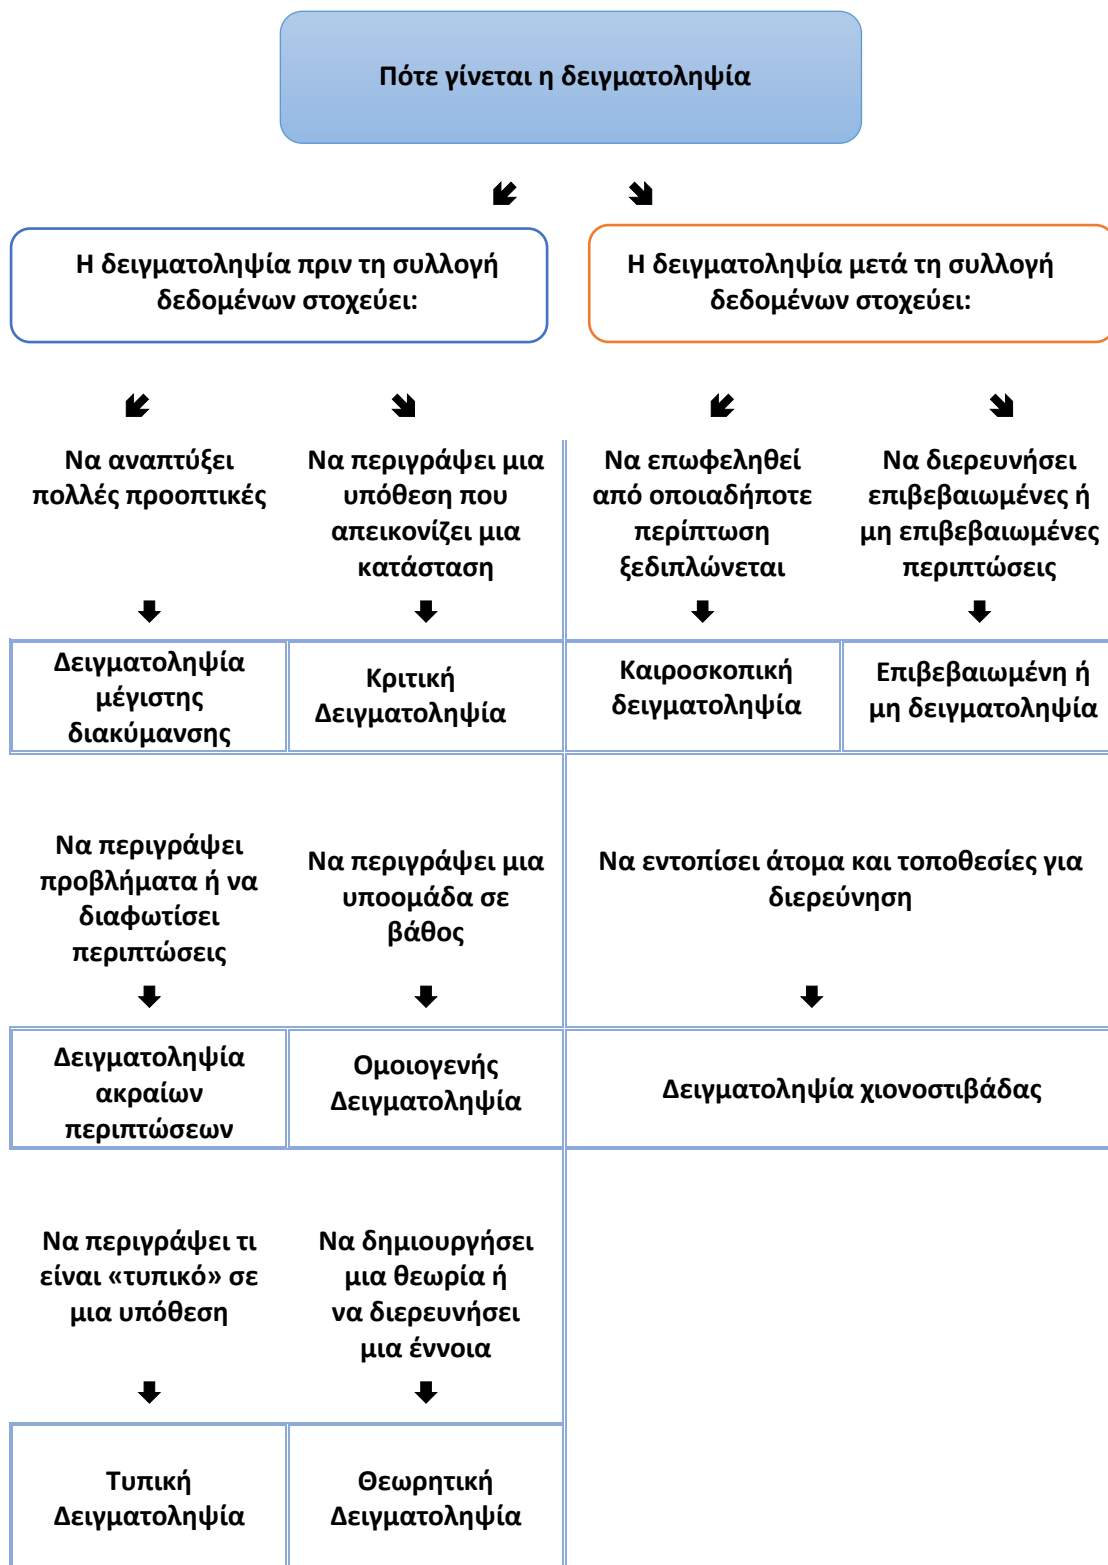 Πότε γίνεται η δειγματοληψία
Η δειγματοληψία πριν τη συλλογή
δεδομένων στοχεύει:
Η δειγματοληψία μετά τη συλλογή
δεδομένων στοχεύει:
Να αναπτύξει
πολλές προοπτικές
Να περιγράψει μια
υπόθεση που
απεικονίζει μια
κατάσταση
Να επωφεληθεί
από οποιαδήποτε
περίπτωση
ξεδιπλώνεται
Να διερευνήσει
επιβεβαιωμένες ή
μη επιβεβαιωμένες
περιπτώσεις
Δειγματοληψία
μέγιστης
διακύμανσης
Κριτική
Δειγματοληψία
Καιροσκοπική
δειγματοληψία
Επιβεβαιωμένη ή
μη δειγματοληψία
Να περιγράψει
προβλήματα ή να
διαφωτίσει
περιπτώσεις
Να περιγράψει μια
υποομάδα σε
βάθος
Να εντοπίσει άτομα και τοποθεσίες για
διερεύνηση
Δειγματοληψία
ακραίων
περιπτώσεων
Ομοιογενής
Δειγματοληψία
Δειγματοληψία χιονοστιβάδας
Να περιγράψει τι
είναι «τυπικό» σε
μια υπόθεση
Να δημιουργήσει
μια θεωρία ή
να διερευνήσει
μια έννοια
Τυπική
Δειγματοληψία
Θεωρητική
Δειγματοληψία